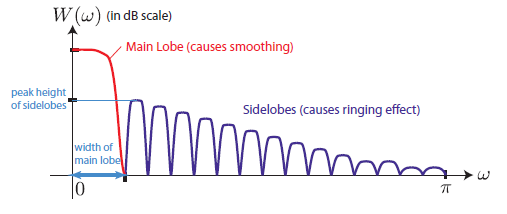 W(ω) (in dB scale)
Main Lobe (causes smoothing)
peak height
of sidelobes
Sidelobes (causes ringing effect)
width of
main lobe
ω
0
π